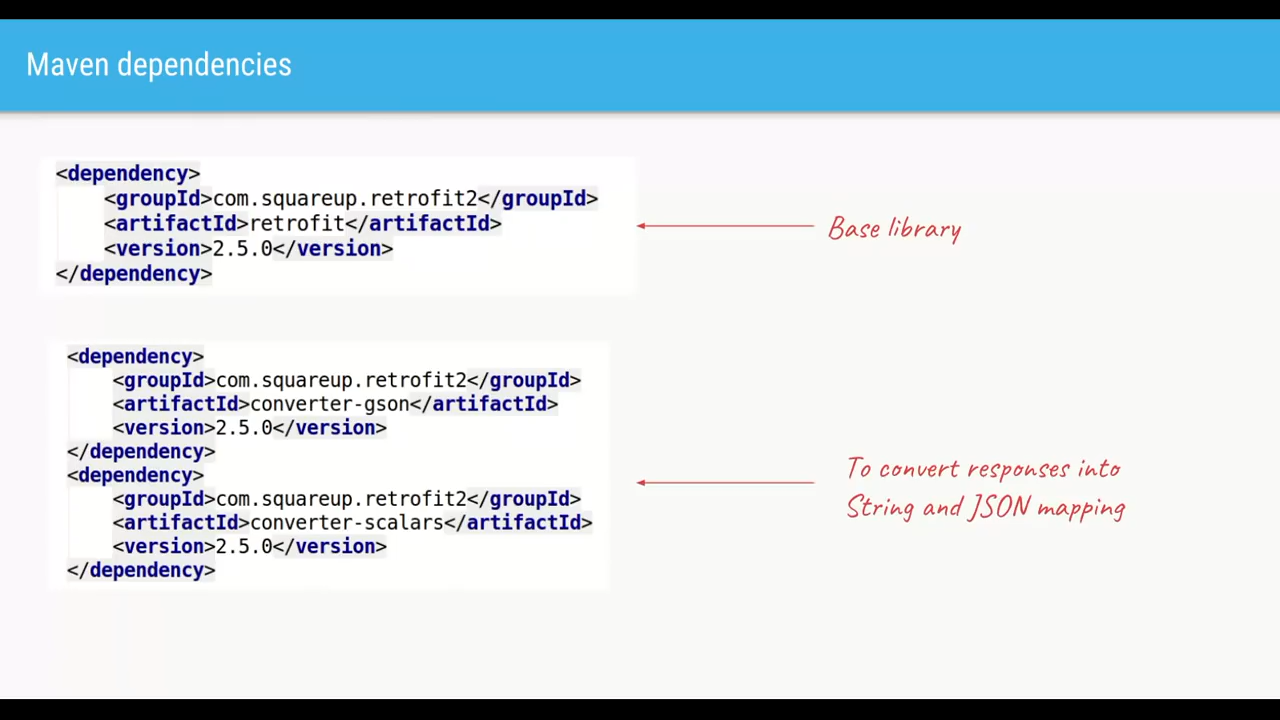 Maven dependencies
<dependency>
<groupId>com.squareup.retrofit2</groupId>
<artifactId>retrofit</artifactId>
<version>2.5.0</version>
</dependency>
Base library
<dependency>
<groupId>com.squareup.retrofit2</groupId>
<artifactId>converter-gson</artifactId>
<version>2.5.0</version>
</dependency>
<dependency>
<groupId>com.squareup.retrofit2</groupId>
<artifactId>converter-scalars</artifactId>
<version>2.5.0</version>
</dependency>
To convert responses into
String and JSON mapping